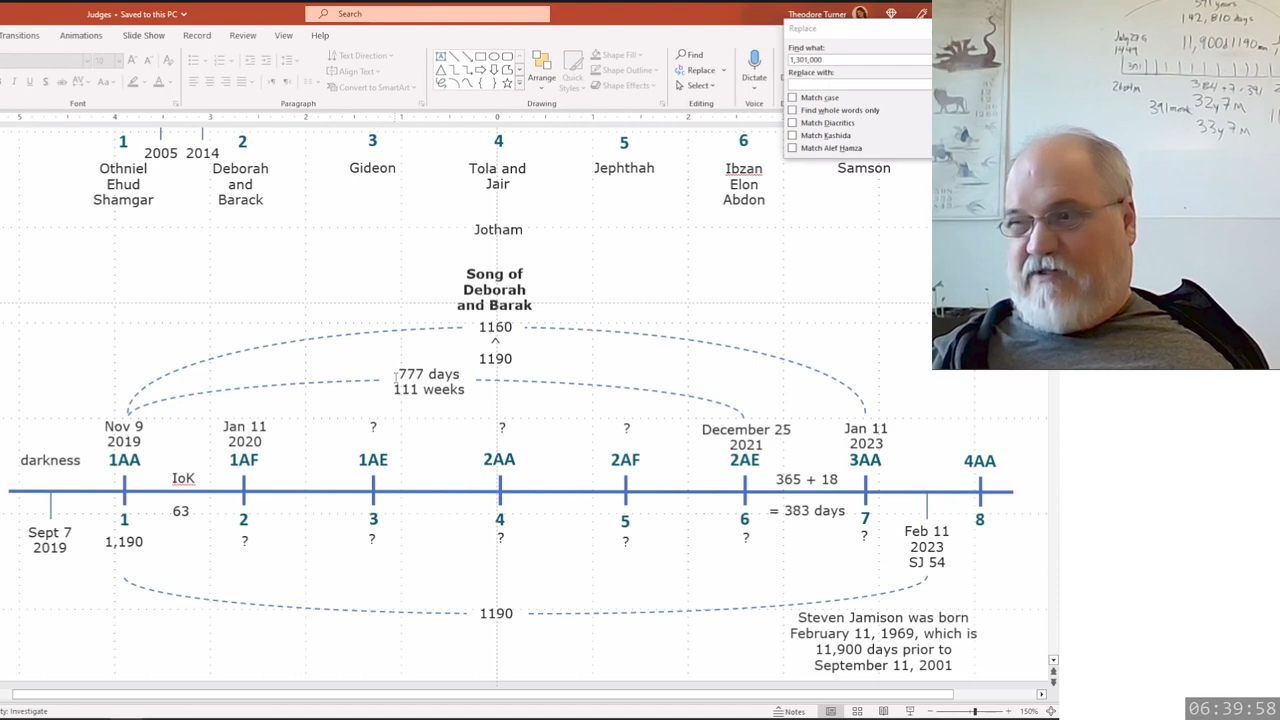 Judges • Saved to this PC
Search
Theodore Turner
Transitions
Animations
Slide Show
Record
Review
View
Help
Replace
Find what:
1,301,000
Replace with:
Match case
Find whole words only
Match Diacritics
Match Kashida
Match Alef Hamza
Text Direction
Align Text
Convert to SmartArt
Arrange
Quick
Styles
Shape Fill
Shape Outline
Shape Effects
Find
Replace
Select
Dictate
Font
Paragraph
Drawing
Editing
Voice
1 2 3 4 5 6
2005 2014
Othniel
Ehud
Shamgar
Deborah
and
Barack
Gideon
Tola and
Jair
Jephthah
Ibzan
Elon
Abdon
Samson
Jotham
Song of
Deborah
and Barak
1160
^
1190
777 days
111 weeks
Nov 9
2019
Jan 11
2020
? ? ?
December 25
2021
Jan 11
2023
darkness 1AA 1AF 1AE 2AA 2AF 2AE 3AA 4AA
IoK
365 + 18
63
= 383 days
1 2 3 4 5 6 7 8
Sept 7
2019
1,190 ? ? ? ? ? ?
Feb 11
2023
SJ 54
1190
Steven Jamison was born
February 11, 1969, which is
11,900 days prior to
September 11, 2001
ty: Investigate
Notes
150%
391 years
142,810 days
391
32y 7m
33y 7m
06:39:58